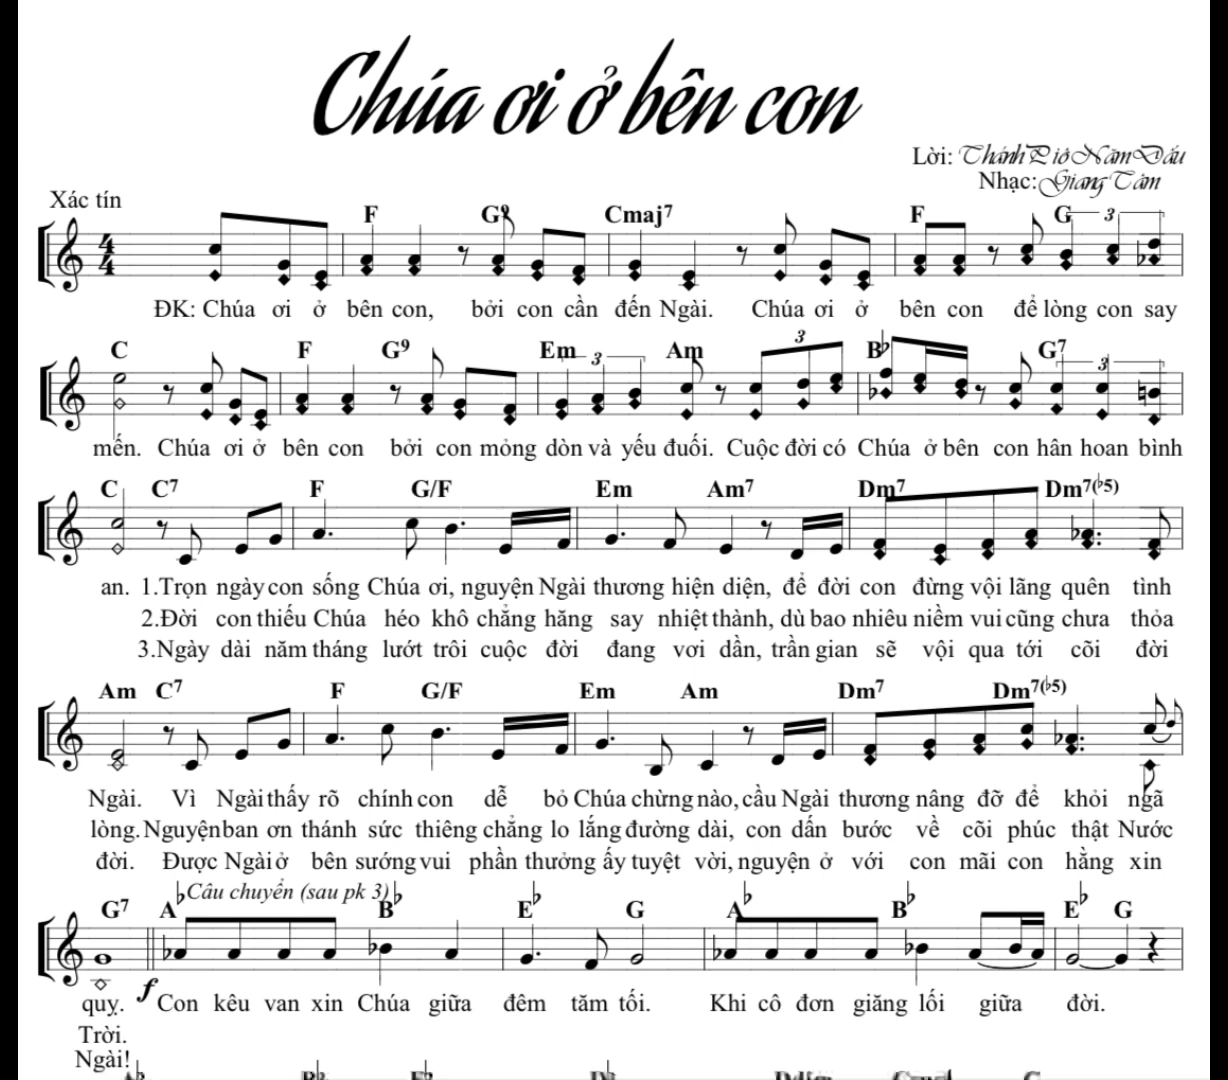 Chúa ơi ở bên con
Lời: Thánh Piô Năm Dấu
Nhạc: Giang Tâm
Xác tín
F G9 Cmaj7 F G 3
4 4
ĐK: Chúa ơi ở bên con, bởi con cần đến Ngài. Chúa ơi ở bên con để lòng con say
C F G9 Em 3 Am 3 B♭ G7 3
mến. Chúa ơi ở bên con bởi con mỏng dòn và yếu đuối. Cuộc đời có Chúa ở bên con hân hoan bình
C C7 F G/F Em Am7 Dm7 Dm7(♭5)
an. 1.Trọn ngày con sống Chúa ơi, nguyện Ngài thương hiện diện, để đời con đừng vội lãng quên tình
2.Đời con thiếu Chúa héo khô chẳng hăng say nhiệt thành, dù bao nhiêu niềm vui cũng chưa thỏa
3.Ngày dài năm tháng lướt trôi cuộc đời đang vơi dần, trần gian sẽ vội qua tới cõi đời
Am C7 F G/F Em Am Dm7 Dm7(♭5)
Ngài. Vì Ngài thấy rõ chính con dễ bỏ Chúa chừng nào, cầu Ngài thương nâng đỡ để khỏi ngã
lòng. Nguyện ban ơn thánh sức thiêng chẳng lo lắng đường dài, con dấn bước về cõi phúc thật Nước
đời. Được Ngài ở bên sướng vui phần thưởng ấy tuyệt vời, nguyện ở với con mãi con hằng xin
Câu chuyển (sau pk 3)
G7 A♭ B♭ E♭ G A♭ B♭ E♭ G
f
quỵ. Con kêu van xin Chúa giữa đêm tăm tối. Khi cô đơn giăng lối giữa đời.
Trời.
Ngài!